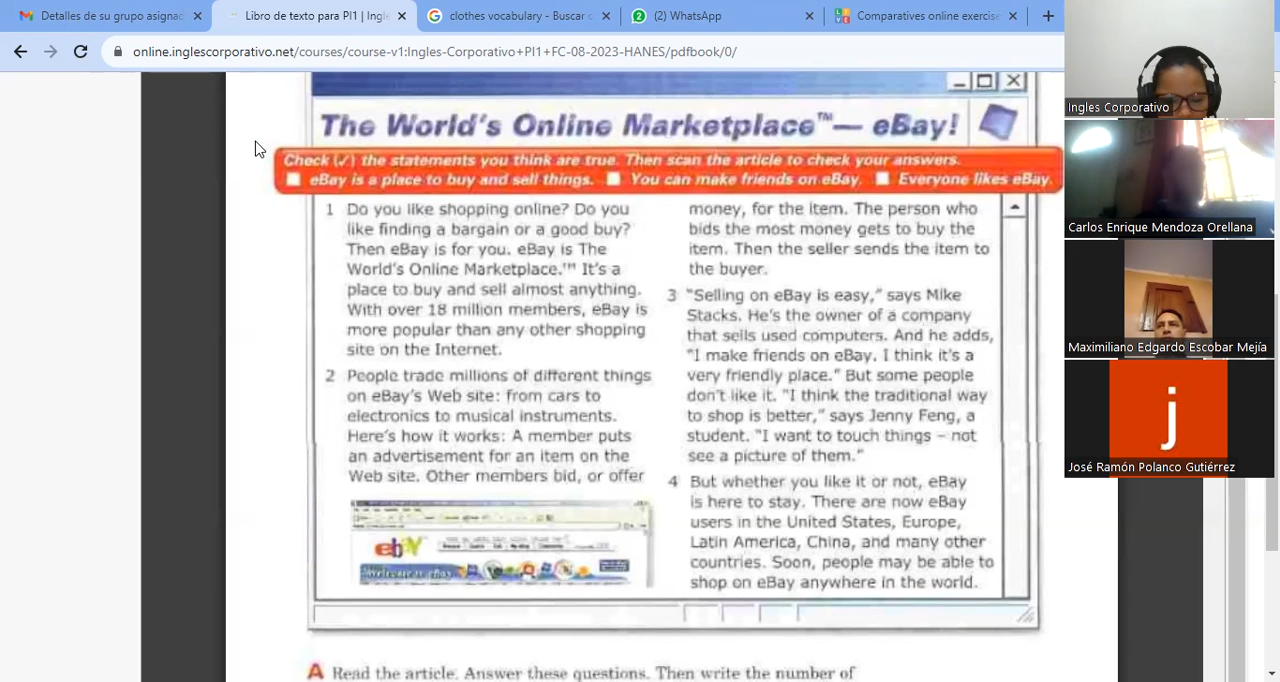 Detalles de su grupo asignac
Libro de texto para PI1 | Ingle
clothes vocabulary - Buscar c
(2) WhatsApp
Comparatives online exercise
online.inglescorporativo.net/courses/course-v1:Ingles-Corporativo+PI1+FC-08-2023-HANES/pdfbook/0/
The World's Online Marketplace™— eBay!
Check (✓) the statements you think are true. Then scan the article to check your answers.
eBay is a place to buy and sell things.
You can make friends on eBay.
Everyone likes eBay.
1 Do you like shopping online? Do you
like finding a bargain or a good buy?
Then eBay is for you. eBay is The
World's Online Marketplace.™ It's a
place to buy and sell almost anything.
With over 18 million members, eBay is
more popular than any other shopping
site on the Internet.
2 People trade millions of different things
on eBay's Web site: from cars to
electronics to musical instruments.
Here's how it works: A member puts
an advertisement for an item on the
Web site. Other members bid, or offer
ebY
money, for the item. The person who
bids the most money gets to buy the
item. Then the seller sends the item to
the buyer.
3 "Selling on eBay is easy," says Mike
Stacks. He's the owner of a company
that sells used computers. And he adds,
"I make friends on eBay. I think it's a
very friendly place." But some people
don't like it. "I think the traditional way
to shop is better," says Jenny Feng, a
student. "I want to touch things – not
see a picture of them."
4 But whether you like it or not, eBay
is here to stay. There are now eBay
users in the United States, Europe,
Latin America, China, and many other
countries. Soon, people may be able to
shop on eBay anywhere in the world.
A Read the article. Answer these questions. Then write the number of
Ingles Corporativo
Carlos Enrique Mendoza Orellana
Maximiliano Edgardo Escobar Mejía
j
José Ramón Polanco Gutiérrez